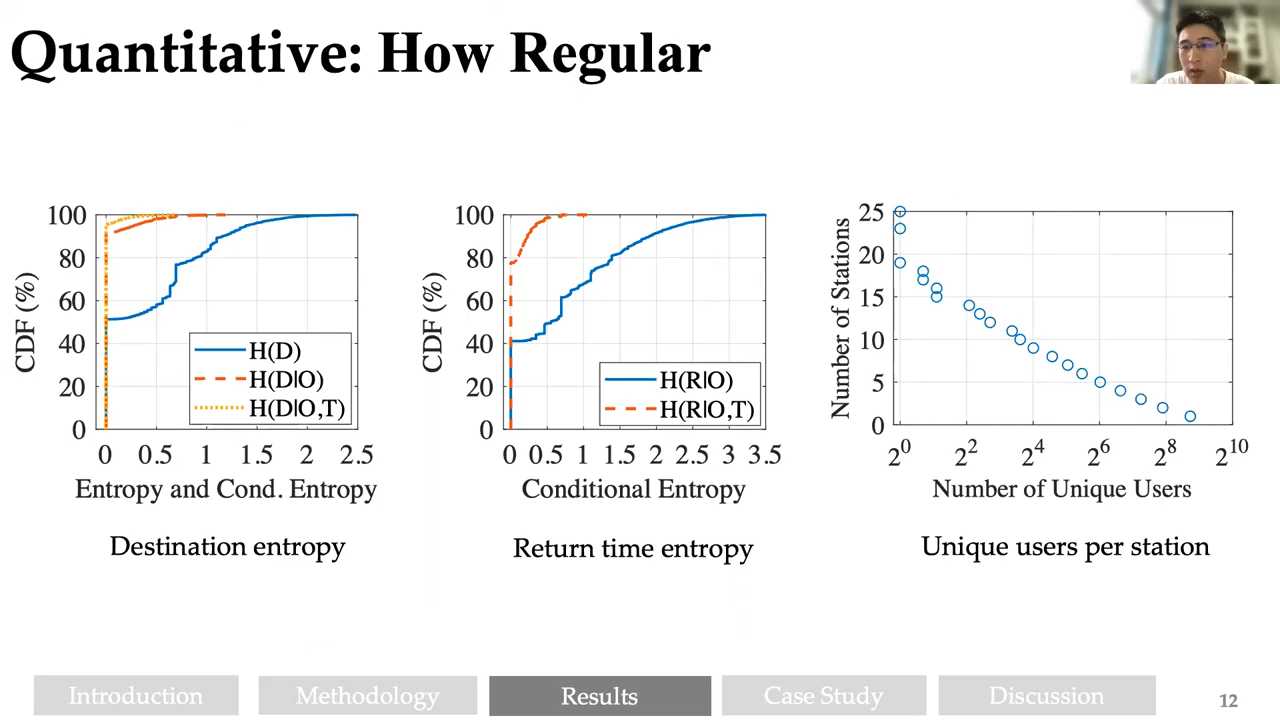 Quantitative: How Regular
100
80
60
40
20
0
CDF (%)
H(D)
H(D|O)
H(D|O,T)
0 0.5 1 1.5 2 2.5
Entropy and Cond. Entropy
Destination entropy
100
80
60
40
20
0
CDF (%)
H(R|O)
H(R|O,T)
0 0.5 1 1.5 2 2.5 3 3.5
Conditional Entropy
Return time entropy
25
20
15
10
5
0
Number of Stations
2^0 2^2 2^4 2^6 2^8 2^10
Number of Unique Users
Unique users per station
Introduction Methodology Results Case Study Discussion
12